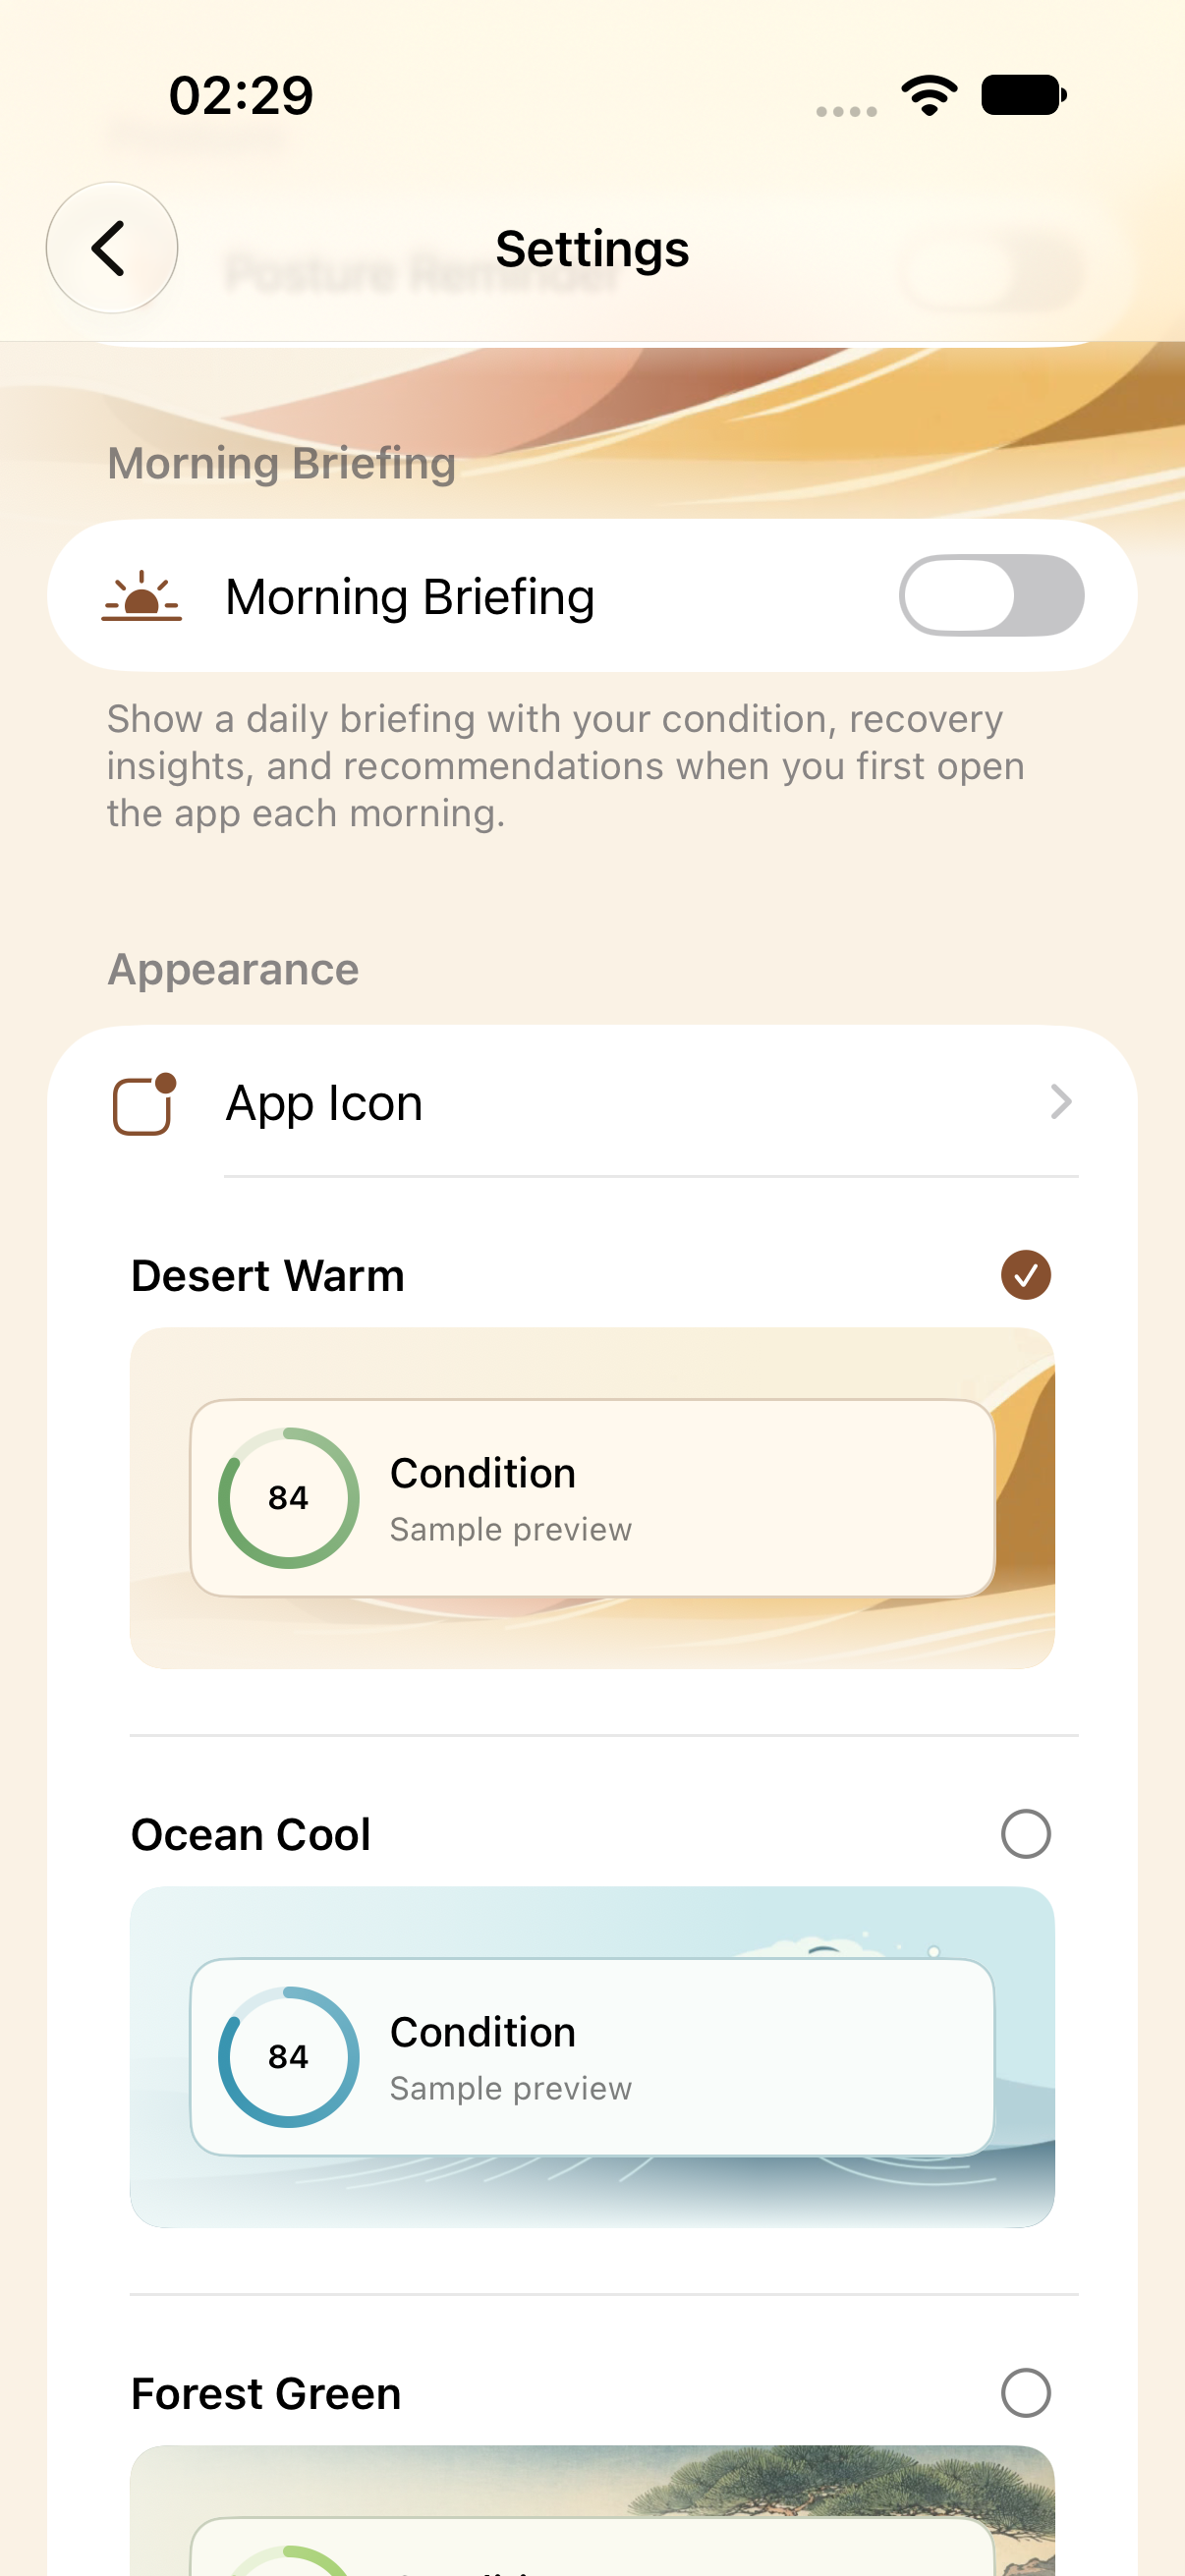 02:29
Settings
Posture Reminder
Morning Briefing
Morning Briefing
Show a daily briefing with your condition, recovery
insights, and recommendations when you first open
the app each morning.
Appearance
App Icon
Desert Warm
84
Condition
Sample preview
Ocean Cool
84
Condition
Sample preview
Forest Green